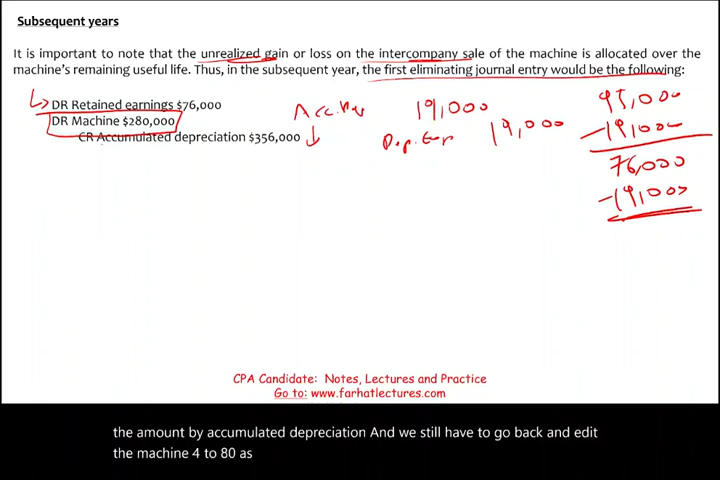 Subsequent years
It is important to note that the unrealized gain or loss on the intercompany sale of the machine is allocated over the
machine's remaining useful life. Thus, in the subsequent year, the first eliminating journal entry would be the following:
DR Retained earnings $76,000
DR Machine $280,000
CR Accumulated depreciation $356,000
19,000
Dep. Exp 19,000
95,000
-19,000
76,000
-19,000
CPA Candidate: Notes, Lectures and Practice
Go to: www.farhatlectures.com
the amount by accumulated depreciation And we still have to go back and edit
the machine 4 to 80 as